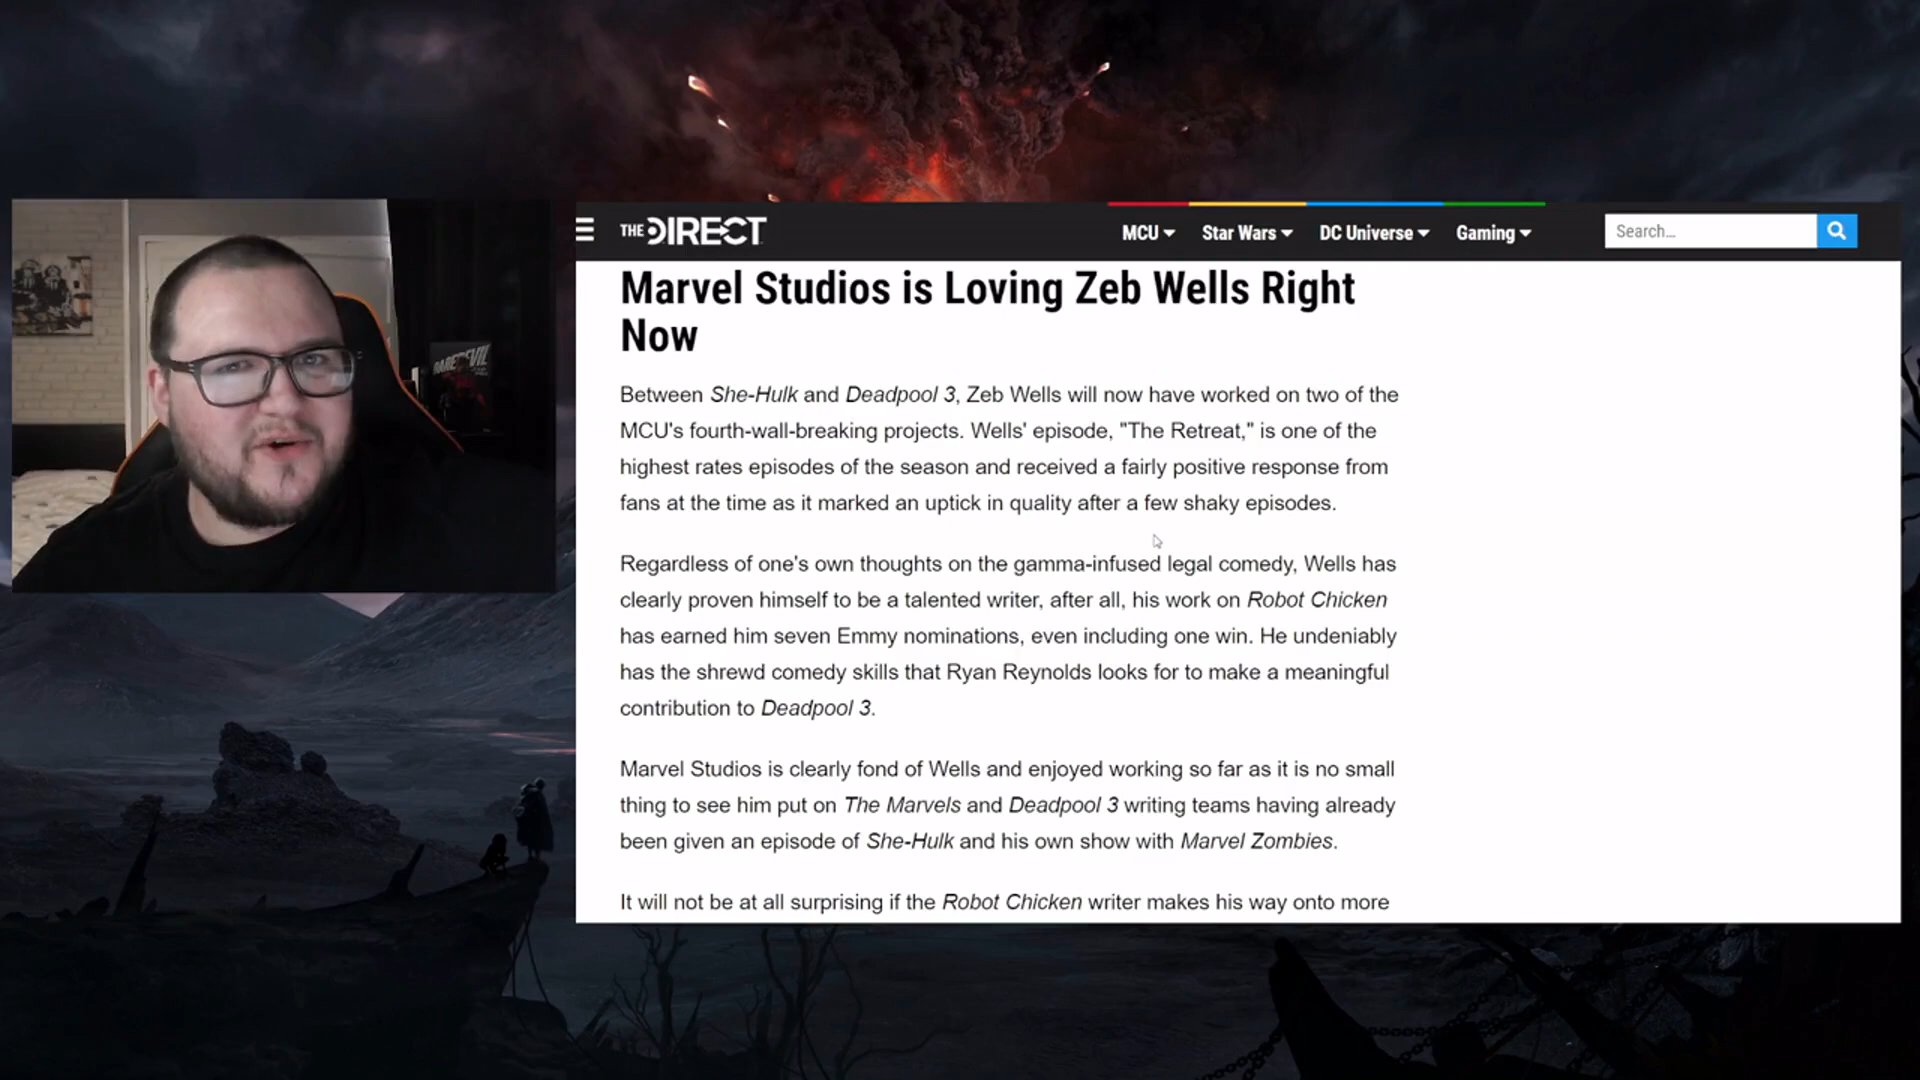 THE DIRECT
MCU
Star Wars
DC Universe
Gaming
Search...
DAREDEVIL
Marvel Studios is Loving Zeb Wells Right
Now
Between She-Hulk and Deadpool 3, Zeb Wells will now have worked on two of the
MCU's fourth-wall-breaking projects. Wells' episode, "The Retreat," is one of the
highest rates episodes of the season and received a fairly positive response from
fans at the time as it marked an uptick in quality after a few shaky episodes.
Regardless of one's own thoughts on the gamma-infused legal comedy, Wells has
clearly proven himself to be a talented writer, after all, his work on Robot Chicken
has earned him seven Emmy nominations, even including one win. He undeniably
has the shrewd comedy skills that Ryan Reynolds looks for to make a meaningful
contribution to Deadpool 3.
Marvel Studios is clearly fond of Wells and enjoyed working so far as it is no small
thing to see him put on The Marvels and Deadpool 3 writing teams having already
been given an episode of She-Hulk and his own show with Marvel Zombies.
It will not be at all surprising if the Robot Chicken writer makes his way onto more